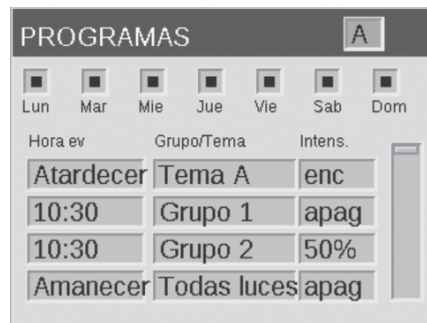 PROGRAMAS A
Lun Mar Mie Jue Vie Sab Dom
Hora ev Grupo/Tema Intens.
Atardecer Tema A enc
10:30 Grupo 1 apag
10:30 Grupo 2 50%
Amanecer Todas luces apag